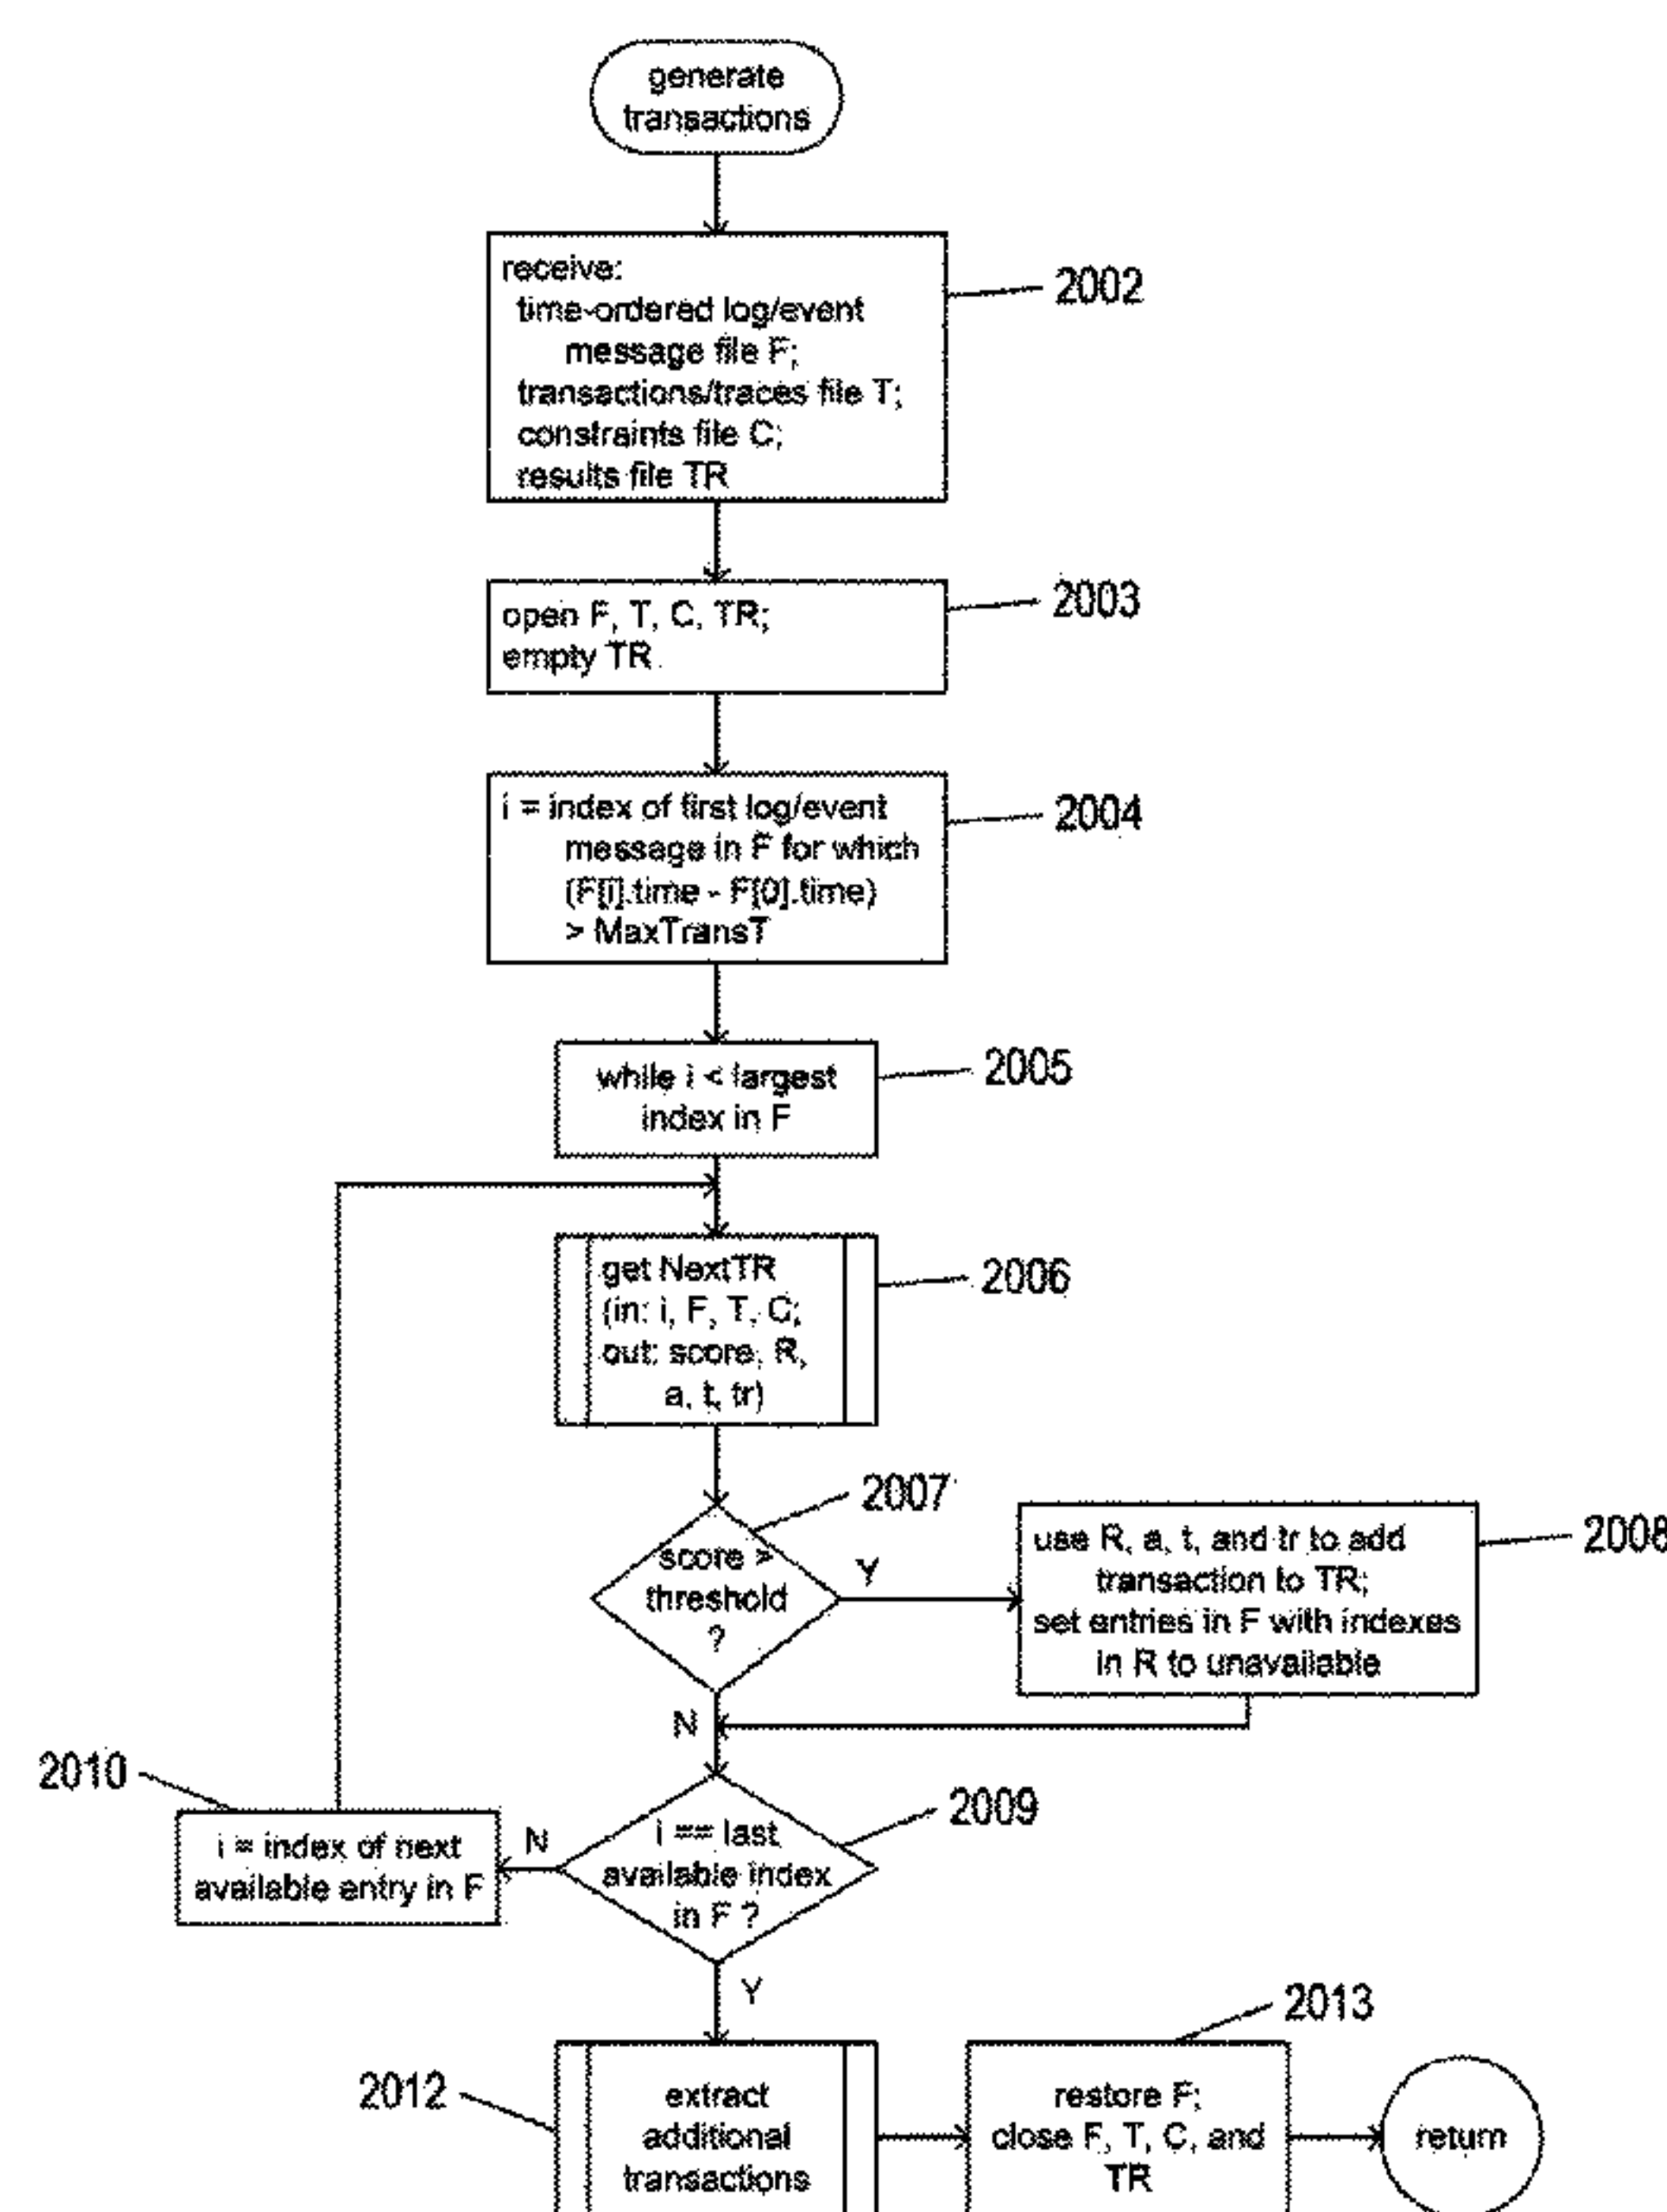 generate
transactions
receive:
time-ordered log/event
message file F;
transactions/traces file T;
constraints file C;
results file TR
2002
open F, T, C, TR;
empty TR
2003
i = index of first log/event
message in F for which
(F[i].time - F[0].time)
> MaxTransT
2004
while i < largest
index in F
2005
get NextTR
(in: i, F, T, C;
out: score, R,
a, t, tr)
2006
score >
threshold
?
2007
Y
use R, a, t, and tr to add
transaction to TR;
set entries in F with indexes
in R to unavailable
2008
N
2010
i = index of next
available entry in F
N
i == last
available index
in F ?
2009
Y
2012
extract
additional
transactions
2013
restore F;
close F, T, C, and
TR
return